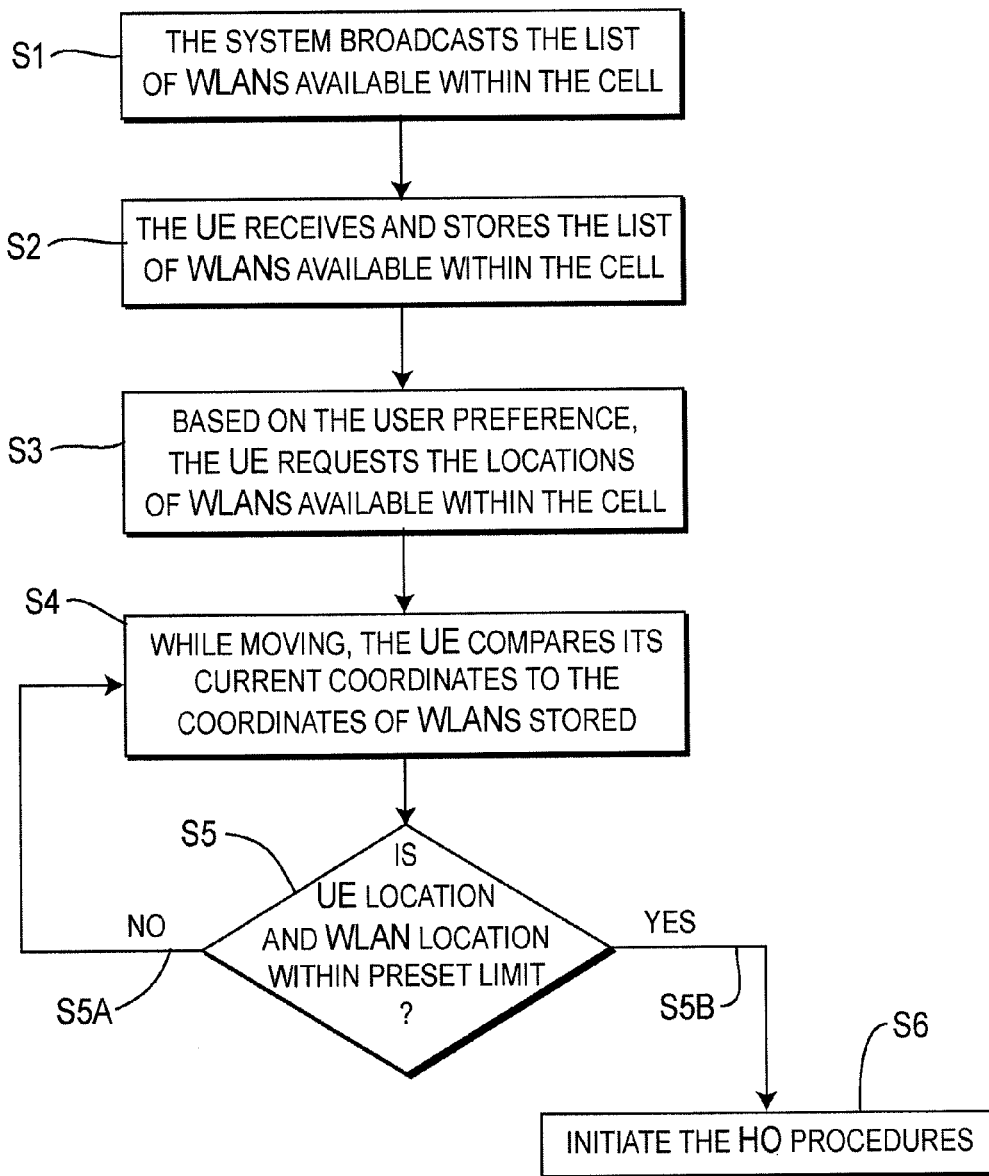 S1
THE SYSTEM BROADCASTS THE LIST
OF WLANS AVAILABLE WITHIN THE CELL
S2
THE UE RECEIVES AND STORES THE LIST
OF WLANS AVAILABLE WITHIN THE CELL
S3
BASED ON THE USER PREFERENCE,
THE UE REQUESTS THE LOCATIONS
OF WLANS AVAILABLE WITHIN THE CELL
S4
WHILE MOVING, THE UE COMPARES ITS
CURRENT COORDINATES TO THE
COORDINATES OF WLANS STORED
S5
IS
UE LOCATION
AND WLAN LOCATION
WITHIN PRESET LIMIT
?
NO
S5A
YES
S5B
S6
INITIATE THE HO PROCEDURES